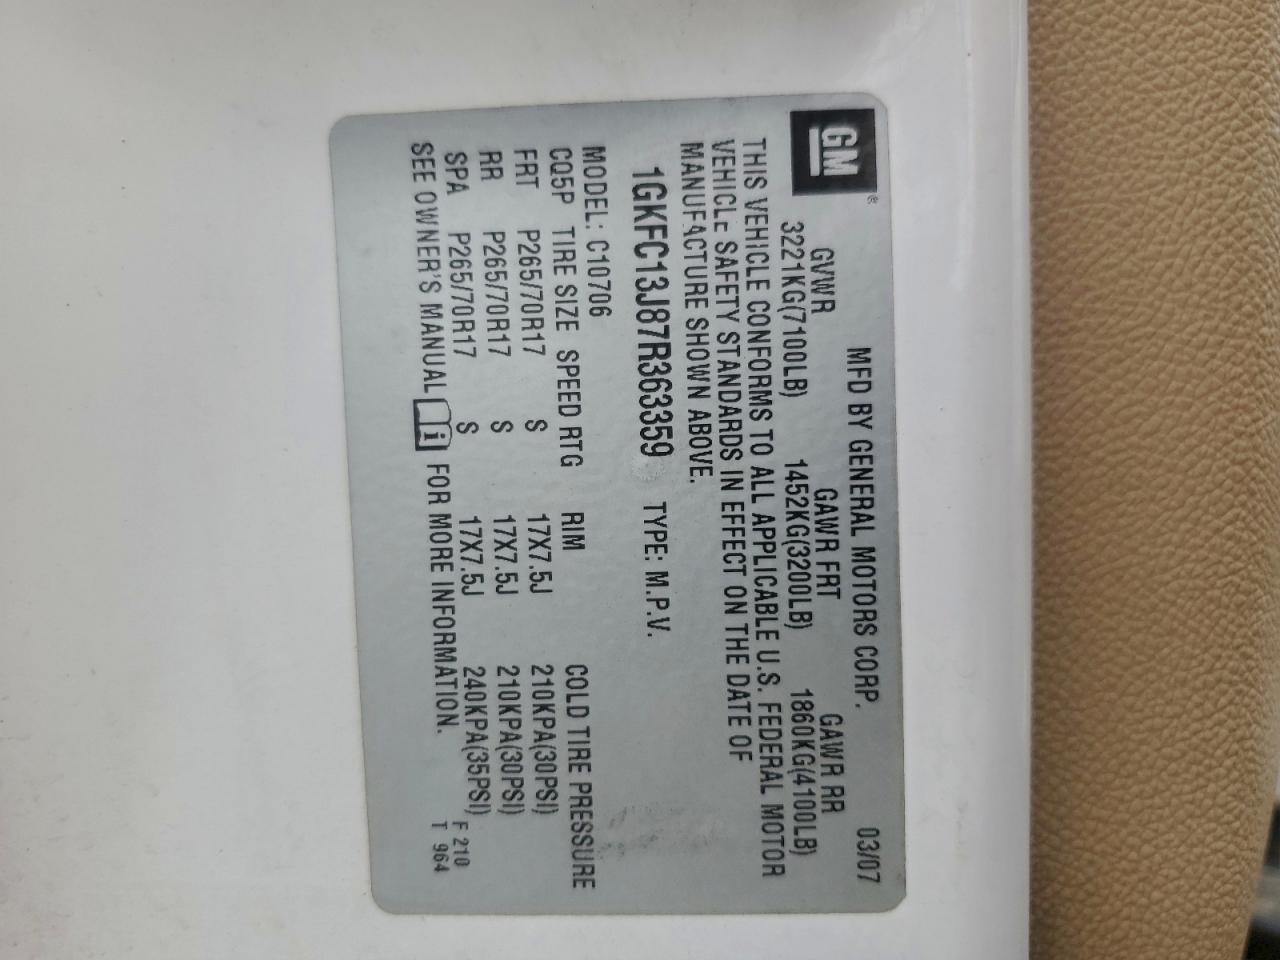 GM®
MFD BY GENERAL MOTORS CORP. 03/07
GVWR GAWR FRT GAWR RR
3221KG(7100LB) 1452KG(3200LB) 1860KG(4100LB)
THIS VEHICLE CONFORMS TO ALL APPLICABLE U.S. FEDERAL MOTOR
VEHICLE SAFETY STANDARDS IN EFFECT ON THE DATE OF
MANUFACTURE SHOWN ABOVE.
1GKFC13J87R363359 TYPE: M.P.V.
MODEL: C10706
CQ5P TIRE SIZE SPEED RTG RIM COLD TIRE PRESSURE
FRT P265/70R17 S 17X7.5J 210KPA(30PSI)
RR P265/70R17 S 17X7.5J 210KPA(30PSI)
SPA P265/70R17 S 17X7.5J 240KPA(35PSI)
SEE OWNER'S MANUAL i FOR MORE INFORMATION.
F 210
T 964